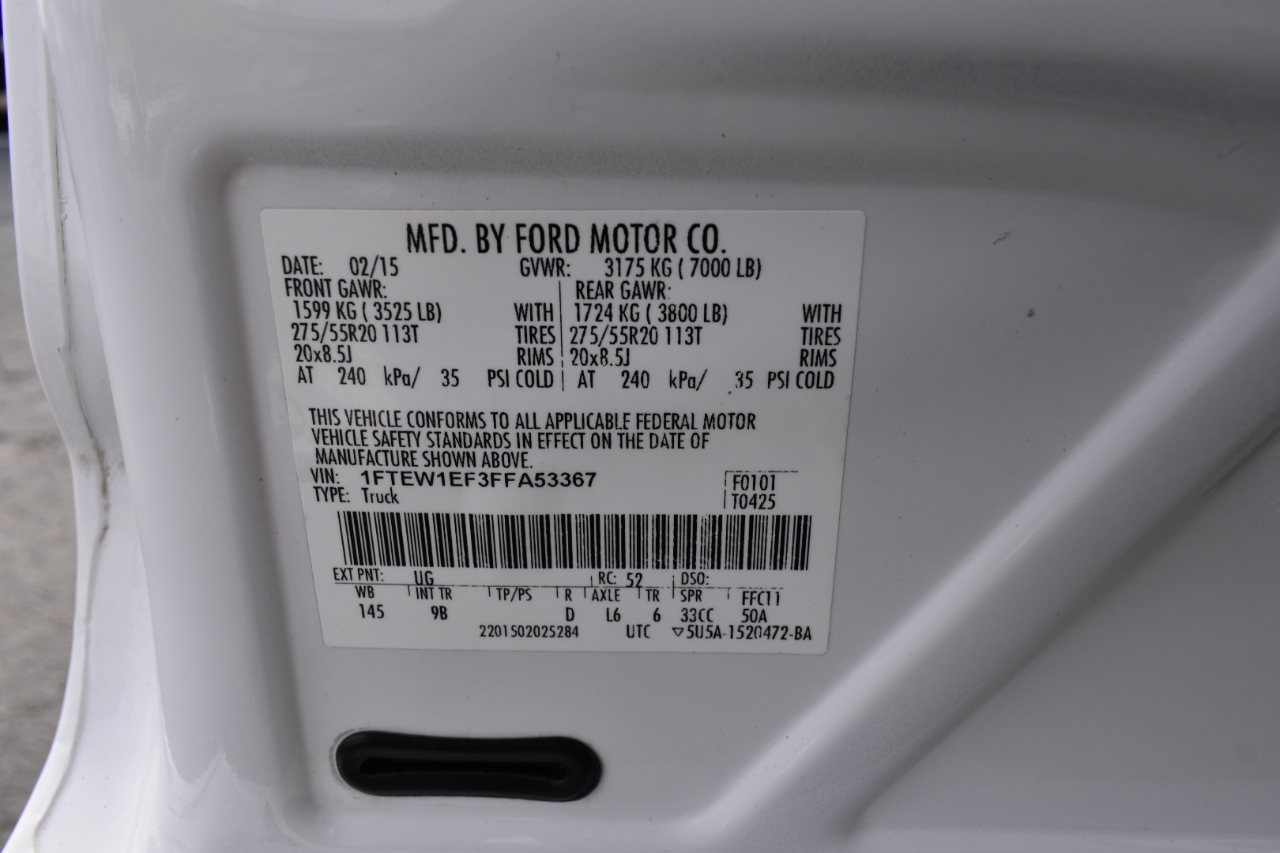 MFD. BY FORD MOTOR CO.
DATE: 02/15 GVWR: 3175 KG ( 7000 LB)
FRONT GAWR: REAR GAWR:
1599 KG ( 3525 LB) WITH 1724 KG ( 3800 LB) WITH
275/55R20 113T TIRES 275/55R20 113T TIRES
20x8.5J RIMS 20x8.5J RIMS
AT 240 kPa/ 35 PSI COLD AT 240 kPa/ 35 PSI COLD
THIS VEHICLE CONFORMS TO ALL APPLICABLE FEDERAL MOTOR
VEHICLE SAFETY STANDARDS IN EFFECT ON THE DATE OF
MANUFACTURE SHOWN ABOVE.
VIN: 1FTEW1EF3FFA53367 F0101
TYPE: Truck T0425
EXT PNT: UG RC: 52 DSO:
WB INT TR TP/PS R AXLE TR SPR FFC11
145 9B D L6 6 33CC 50A
2201502025284 UTC ▽5U5A-1520472-BA